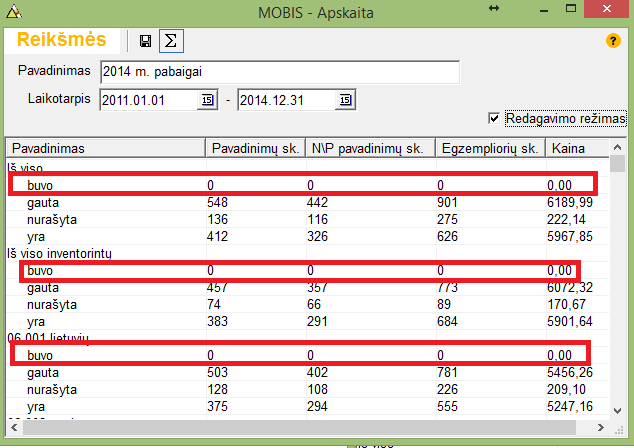 MOBIS - Apskaita
Reikšmės
Pavadinimas 2014 m. pabaigai
Laikotarpis 2011.01.01 - 2014.12.31
Redagavimo režimas
Pavadinimas Pavadinimų sk. N\P pavadinimų sk. Egzempliorių sk. Kaina
Iš viso
buvo 0 0 0 0,00
gauta 548 442 901 6189,99
nurašyta 136 116 275 222,14
yra 412 326 626 5967,85
Iš viso inventorintų
buvo 0 0 0 0,00
gauta 457 357 773 6072,32
nurašyta 74 66 89 170,67
yra 383 291 684 5901,64
06.001 lietuvių
buvo 0 0 0 0,00
gauta 503 402 781 5456,26
nurašyta 128 108 226 209,10
yra 375 294 555 5247,16